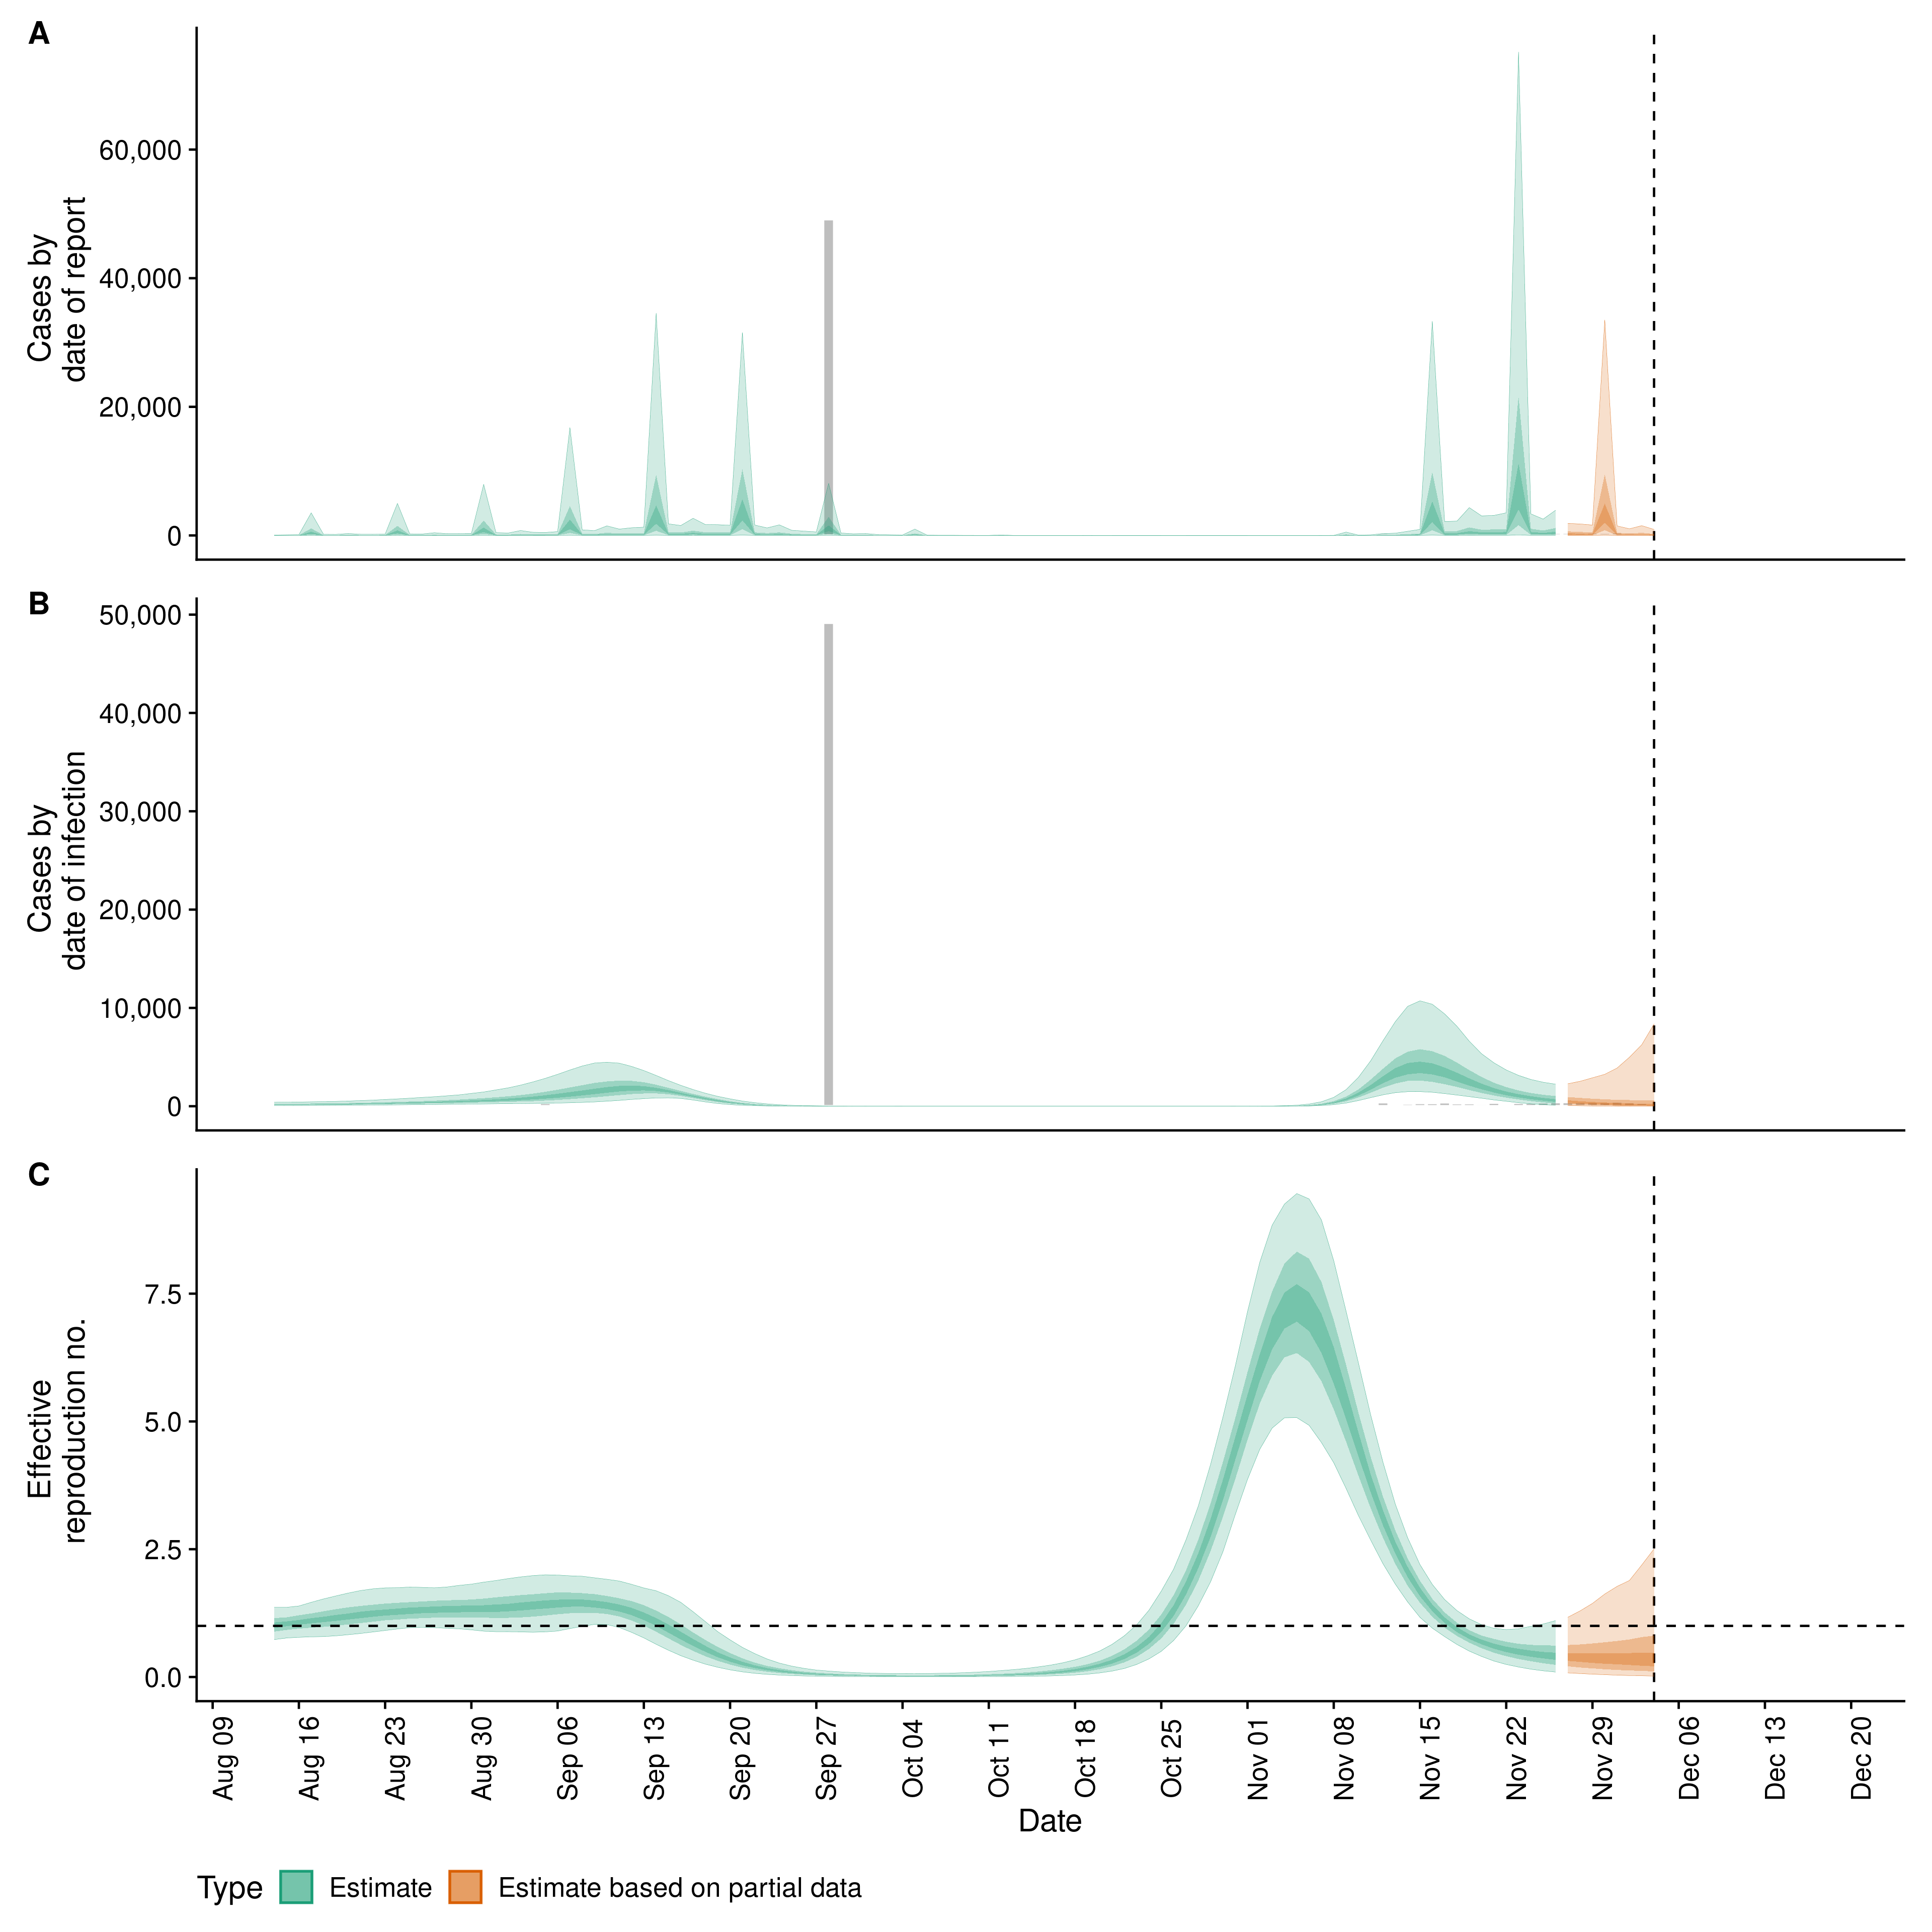 A
Cases by
date of report
60,000
40,000
20,000
0
B
Cases by
date of infection
50,000
40,000
30,000
20,000
10,000
0
C
Effective
reproduction no.
7.5
5.0
2.5
0.0
Aug 09
Aug 16
Aug 23
Aug 30
Sep 06
Sep 13
Sep 20
Sep 27
Oct 04
Oct 11
Oct 18
Oct 25
Nov 01
Nov 08
Nov 15
Nov 22
Nov 29
Dec 06
Dec 13
Dec 20
Date
Type Estimate Estimate based on partial data